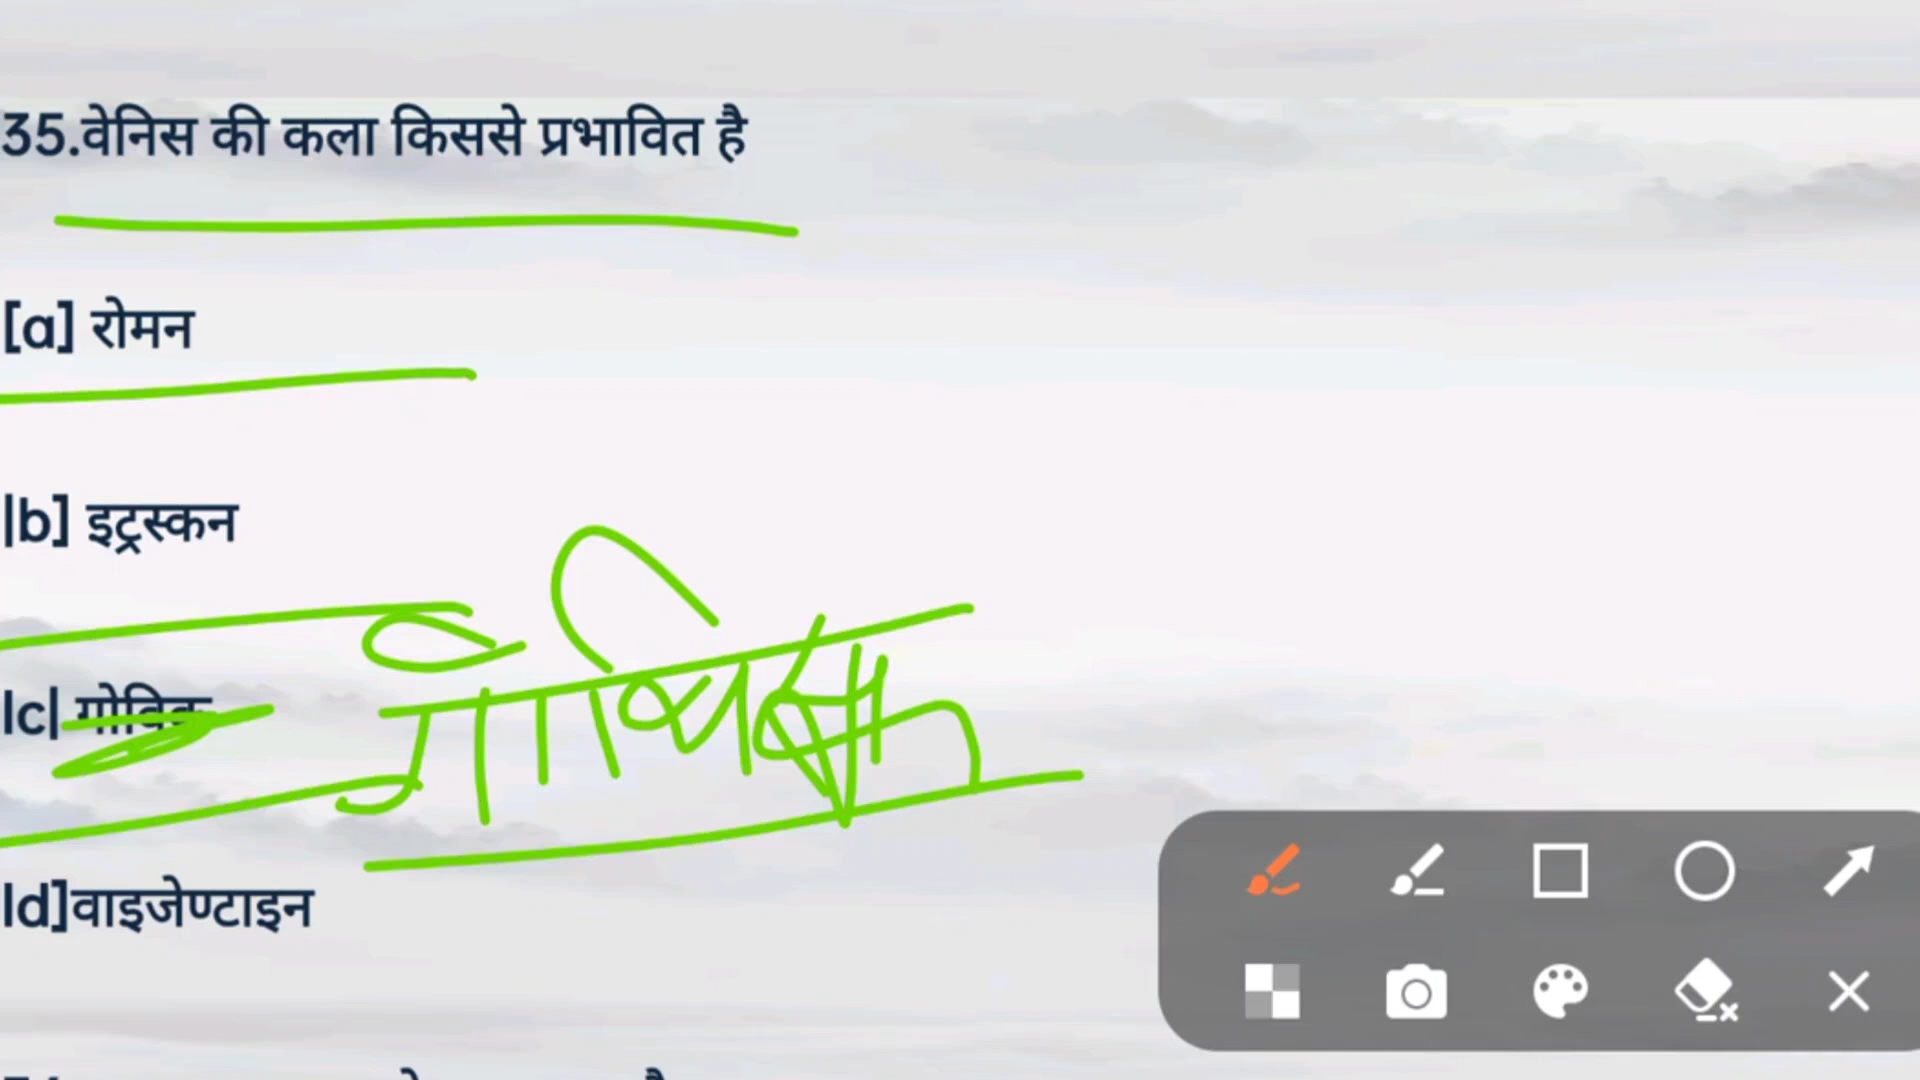 35.वेनिस की कला किससे प्रभावित है
[a] रोमन
|b] इट्रस्कन
|c| गोविक
गाथिक
|d]वाइजेण्टाइन